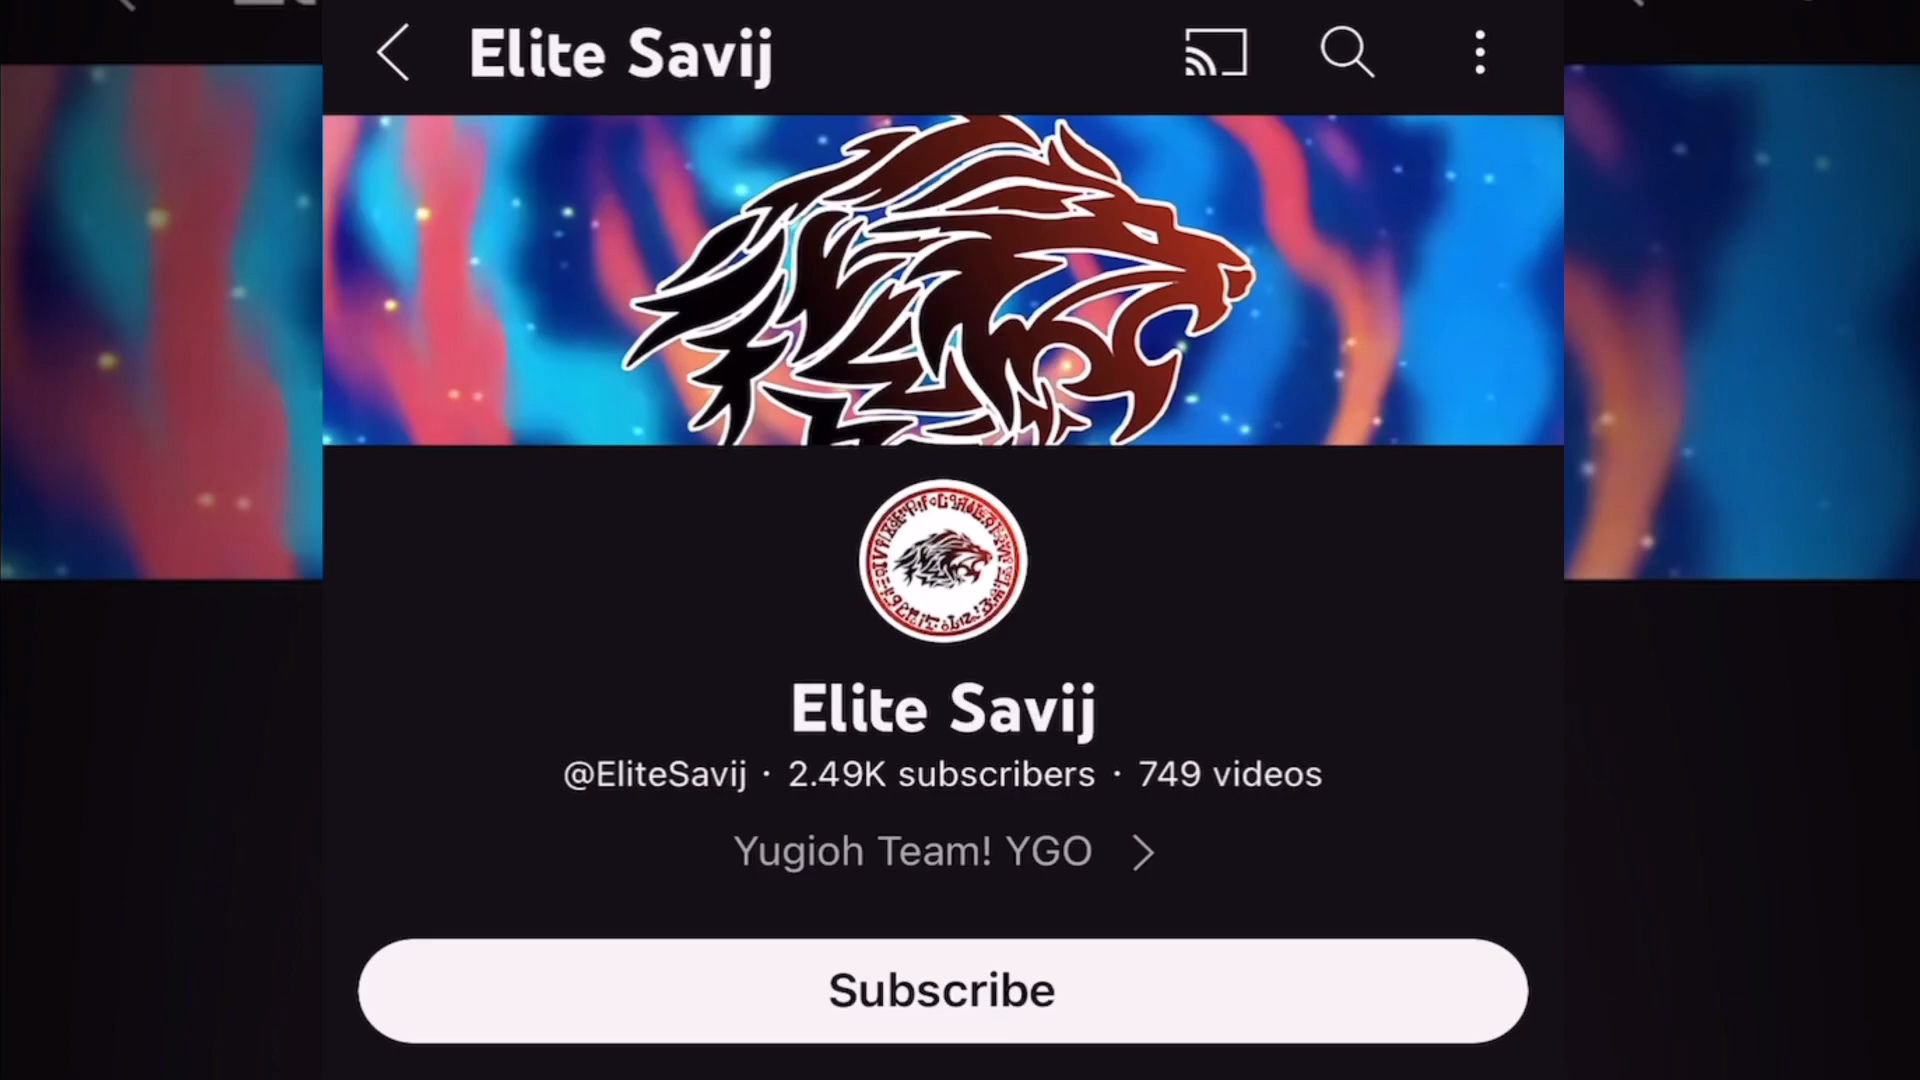 Elite Savij
Elite Savij
@EliteSavij · 2.49K subscribers · 749 videos
Yugioh Team! YGO
Subscribe